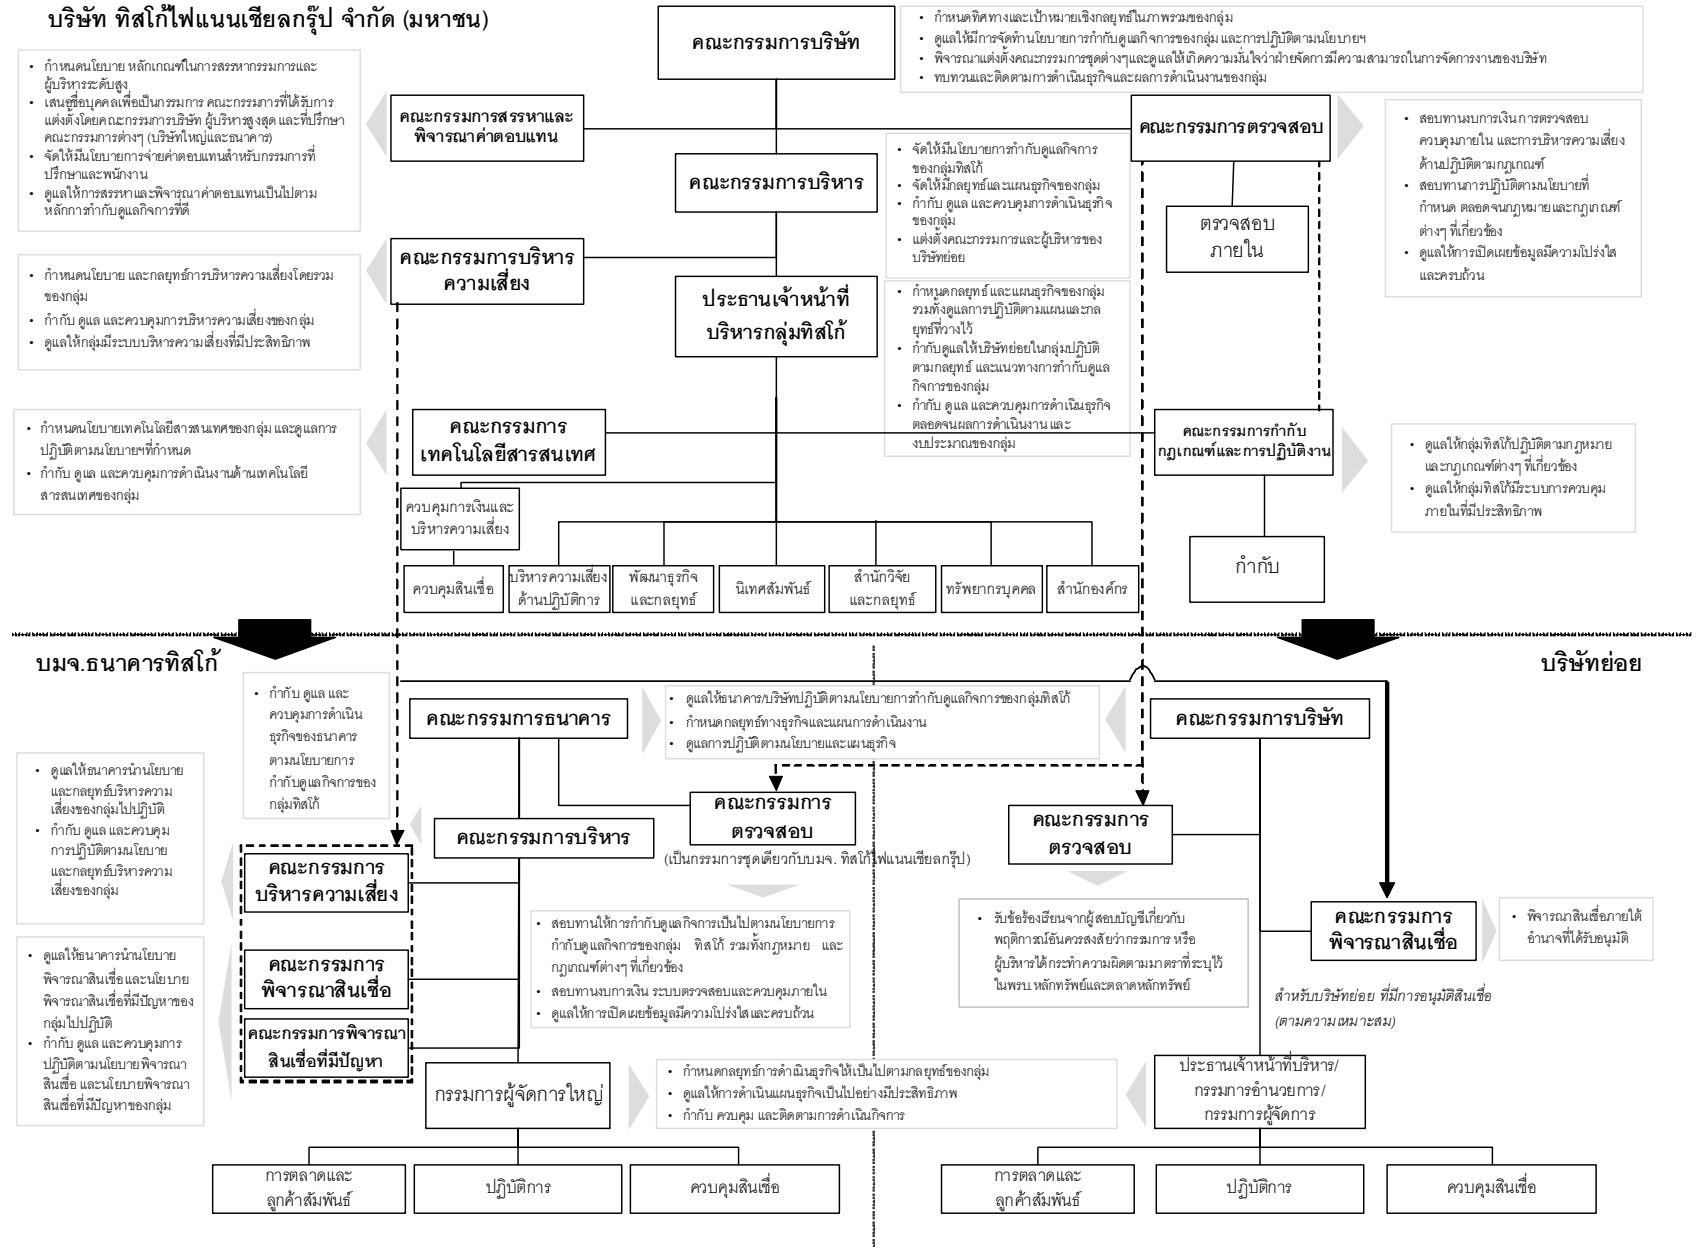 บริษัท ทิสโก้ไฟแนนเชียลกรุ๊ป จำกัด (มหาชน)
คณะกรรมการบริษัท
• กำหนดทิศทางและเป้าหมายเชิงกลยุทธ์ในภาพรวมของกลุ่ม
• ดูแลให้มีการจัดทำนโยบายการกำกับดูแลกิจการของกลุ่ม และการปฏิบัติตามนโยบายฯ
• พิจารณาแต่งตั้งคณะกรรมการชุดต่างๆและดูแลให้เกิดความมั่นใจว่าฝ่ายจัดการมีความสามารถในการจัดการงานของบริษัท
• ทบทวนและติดตามการดำเนินธุรกิจและผลการดำเนินงานของกลุ่ม
• กำหนดนโยบาย หลักเกณฑ์ในการสรรหากรรมการและ
ผู้บริหารระดับสูง
• เสนอชื่อบุคคลเพื่อเป็นกรรมการ คณะกรรมการที่ได้รับการ
แต่งตั้งโดยคณะกรรมการบริษัท ผู้บริหารสูงสุด และที่ปรึกษา
คณะกรรมการต่างๆ (บริษัทใหญ่และธนาคาร)
• จัดให้มีนโยบายการจ่ายค่าตอบแทนสำหรับกรรมการที่
ปรึกษาและพนักงาน
• ดูแลให้การสรรหาและพิจารณาค่าตอบแทนเป็นไปตาม
หลักการกำกับดูแลกิจการที่ดี
คณะกรรมการสรรหาและ
พิจารณาค่าตอบแทน
คณะกรรมการตรวจสอบ
• สอบทานงบการเงิน การตรวจสอบ
ควบคุมภายใน และการบริหารความเสี่ยง
ด้านปฏิบัติตามกฎเกณฑ์
• สอบทานการปฏิบัติตามนโยบายที่
กำหนด ตลอดจนกฎหมายและกฎเกณฑ์
ต่างๆ ที่เกี่ยวข้อง
• ดูแลให้การเปิดเผยข้อมูลมีความโปร่งใส
และครบถ้วน
คณะกรรมการบริหาร
• จัดให้มีนโยบายการกำกับดูแลกิจการ
ของกลุ่มทิสโก้
• จัดให้มีกลยุทธ์และแผนธุรกิจของกลุ่ม
• กำกับ ดูแล และควบคุมการดำเนินธุรกิจ
ของกลุ่ม
• แต่งตั้งคณะกรรมการและผู้บริหารของ
บริษัทย่อย
ตรวจสอบ
ภายใน
คณะกรรมการบริหาร
ความเสี่ยง
• กำหนดนโยบาย และกลยุทธ์การบริหารความเสี่ยงโดยรวม
ของกลุ่ม
• กำกับ ดูแล และควบคุมการบริหารความเสี่ยงของกลุ่ม
• ดูแลให้กลุ่มมีระบบบริหารความเสี่ยงที่มีประสิทธิภาพ
ประธานเจ้าหน้าที่
บริหารกลุ่มทิสโก้
• กำหนดกลยุทธ์ และแผนธุรกิจของกลุ่ม
รวมทั้งดูแลการปฏิบัติตามแผนและกล
ยุทธ์ที่วางไว้
• กำกับดูแลให้บริษัทย่อยในกลุ่มปฏิบัติ
ตามกลยุทธ์ และแนวทางการกำกับดูแล
กิจการของกลุ่ม
• กำกับ ดูแล และควบคุมการดำเนินธุรกิจ
ตลอดจนผลการดำเนินงาน และ
งบประมาณของกลุ่ม
• กำหนดนโยบายเทคโนโลยีสารสนเทศของกลุ่ม และดูแลการ
ปฏิบัติตามนโยบายฯที่กำหนด
• กำกับ ดูแล และควบคุมการดำเนินงานด้านเทคโนโลยี
สารสนเทศของกลุ่ม
คณะกรรมการ
เทคโนโลยีสารสนเทศ
คณะกรรมการกำกับ
กฎเกณฑ์และการปฏิบัติงาน
• ดูแลให้กลุ่มทิสโก้ปฏิบัติตามกฎหมาย
และกฎเกณฑ์ต่างๆ ที่เกี่ยวข้อง
• ดูแลให้กลุ่มทิสโก้มีระบบการควบคุม
ภายในที่มีประสิทธิภาพ
ควบคุมการเงินและ
บริหารความเสี่ยง
กำกับ
ควบคุมสินเชื่อ
บริหารความเสี่ยง
ด้านปฏิบัติการ
พัฒนาธุรกิจ
และกลยุทธ์
นิเทศสัมพันธ์
สำนักวิจัย
และกลยุทธ์
ทรัพยากรบุคคล
สำนักองค์กร
บมจ.ธนาคารทิสโก้
บริษัทย่อย
• กำกับ ดูแล และ
ควบคุมการดำเนิน
ธุรกิจของธนาคาร
ตามนโยบายการ
กำกับดูแลกิจการของ
กลุ่มทิสโก้
คณะกรรมการธนาคาร
• ดูแลให้ธนาคาร/บริษัทปฏิบัติตามนโยบายการกำกับดูแลกิจการของกลุ่มทิสโก้
• กำหนดกลยุทธ์ทางธุรกิจและแผนการดำเนินงาน
• ดูแลการปฏิบัติตามนโยบายและแผนธุรกิจ
คณะกรรมการบริษัท
• ดูแลให้ธนาคารนำนโยบาย
และกลยุทธ์บริหารความ
เสี่ยงของกลุ่มไปปฏิบัติ
• กำกับ ดูแล และควบคุม
การปฏิบัติตามนโยบาย
และกลยุทธ์บริหารความ
เสี่ยงของกลุ่ม
คณะกรรมการบริหาร
คณะกรรมการ
ตรวจสอบ
(เป็นกรรมการชุดเดียวกับบมจ. ทิสโก้ไฟแนนเชียลกรุ๊ป)
คณะกรรมการ
ตรวจสอบ
คณะกรรมการ
บริหารความเสี่ยง
• สอบทานให้การกำกับดูแลกิจการเป็นไปตามนโยบายการ
กำกับดูแลกิจการของกลุ่ม ทิสโก้ รวมทั้งกฎหมาย และ
กฎเกณฑ์ต่างๆ ที่เกี่ยวข้อง
• สอบทานงบการเงิน ระบบตรวจสอบและควบคุมภายใน
• ดูแลให้การเปิดเผยข้อมูลมีความโปร่งใสและครบถ้วน
• รับข้อร้องเรียนจากผู้สอบบัญชีเกี่ยวกับ
พฤติการณ์อันควรสงสัยว่ากรรมการ หรือ
ผู้บริหารได้กระทำความผิดตามมาตราที่ระบุไว้
ในพรบ.หลักทรัพย์และตลาดหลักทรัพย์
คณะกรรมการ
พิจารณาสินเชื่อ
• พิจารณาสินเชื่อภายใต้
อำนาจที่ได้รับอนุมัติ
สำหรับบริษัทย่อย ที่มีการอนุมัติสินเชื่อ
(ตามความเหมาะสม)
• ดูแลให้ธนาคารนำนโยบาย
พิจารณาสินเชื่อและนโยบาย
พิจารณาสินเชื่อที่มีปัญหาของ
กลุ่มไปปฏิบัติ
• กำกับ ดูแล และควบคุมการ
ปฏิบัติตามนโยบายพิจารณา
สินเชื่อ และนโยบายพิจารณา
สินเชื่อที่มีปัญหาของกลุ่ม
คณะกรรมการ
พิจารณาสินเชื่อ
คณะกรรมการพิจารณา
สินเชื่อที่มีปัญหา
กรรมการผู้จัดการใหญ่
• กำหนดกลยุทธ์การดำเนินธุรกิจให้เป็นไปตามกลยุทธ์ของกลุ่ม
• ดูแลให้การดำเนินแผนธุรกิจเป็นไปอย่างมีประสิทธิภาพ
• กำกับ ควบคุม และติดตามการดำเนินกิจการ
ประธานเจ้าหน้าที่บริหาร/
กรรมการอำนวยการ/
กรรมการผู้จัดการ
การตลาดและ
ลูกค้าสัมพันธ์
ปฏิบัติการ
ควบคุมสินเชื่อ
การตลาดและ
ลูกค้าสัมพันธ์
ปฏิบัติการ
ควบคุมสินเชื่อ